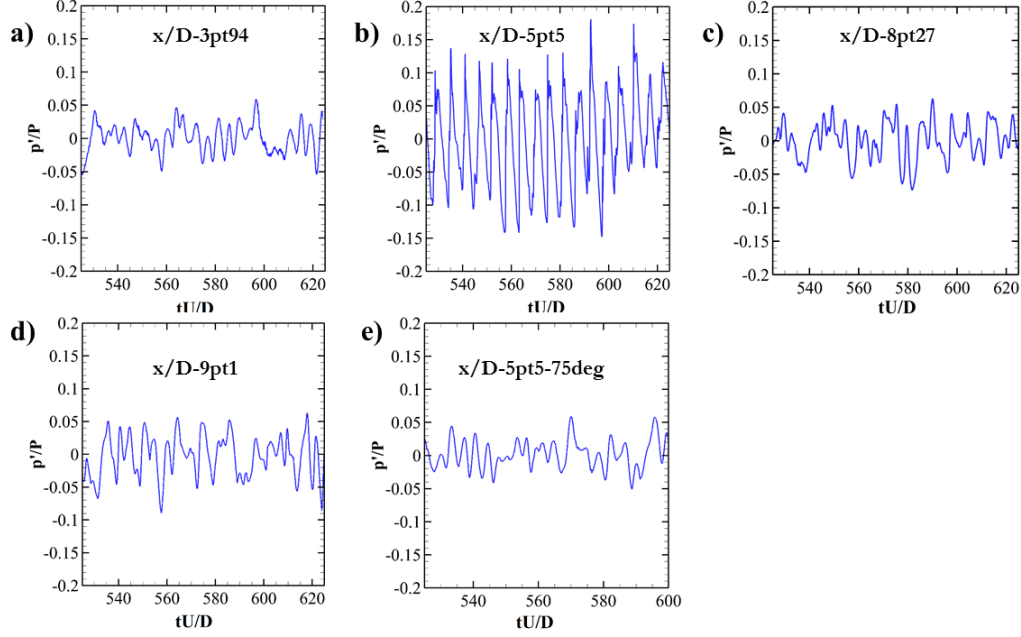 a)
x/D-3pt94
0.2
0.15
0.1
0.05
0
-0.05
-0.1
-0.15
-0.2
p'/P
540 560 580 600 620
tU/D
b)
x/D-5pt5
0.2
0.15
0.1
0.05
0
-0.05
-0.1
-0.15
-0.2
p'/P
540 560 580 600 620
tU/D
c)
x/D-8pt27
0.2
0.15
0.1
0.05
0
-0.05
-0.1
-0.15
-0.2
p'/P
540 560 580 600 620
tU/D
d)
x/D-9pt1
0.2
0.15
0.1
0.05
0
-0.05
-0.1
-0.15
-0.2
p'/P
540 560 580 600 620
tU/D
e)
x/D-5pt5-75deg
0.2
0.15
0.1
0.05
0
-0.05
-0.1
-0.15
-0.2
p'/P
540 560 580 600
tU/D